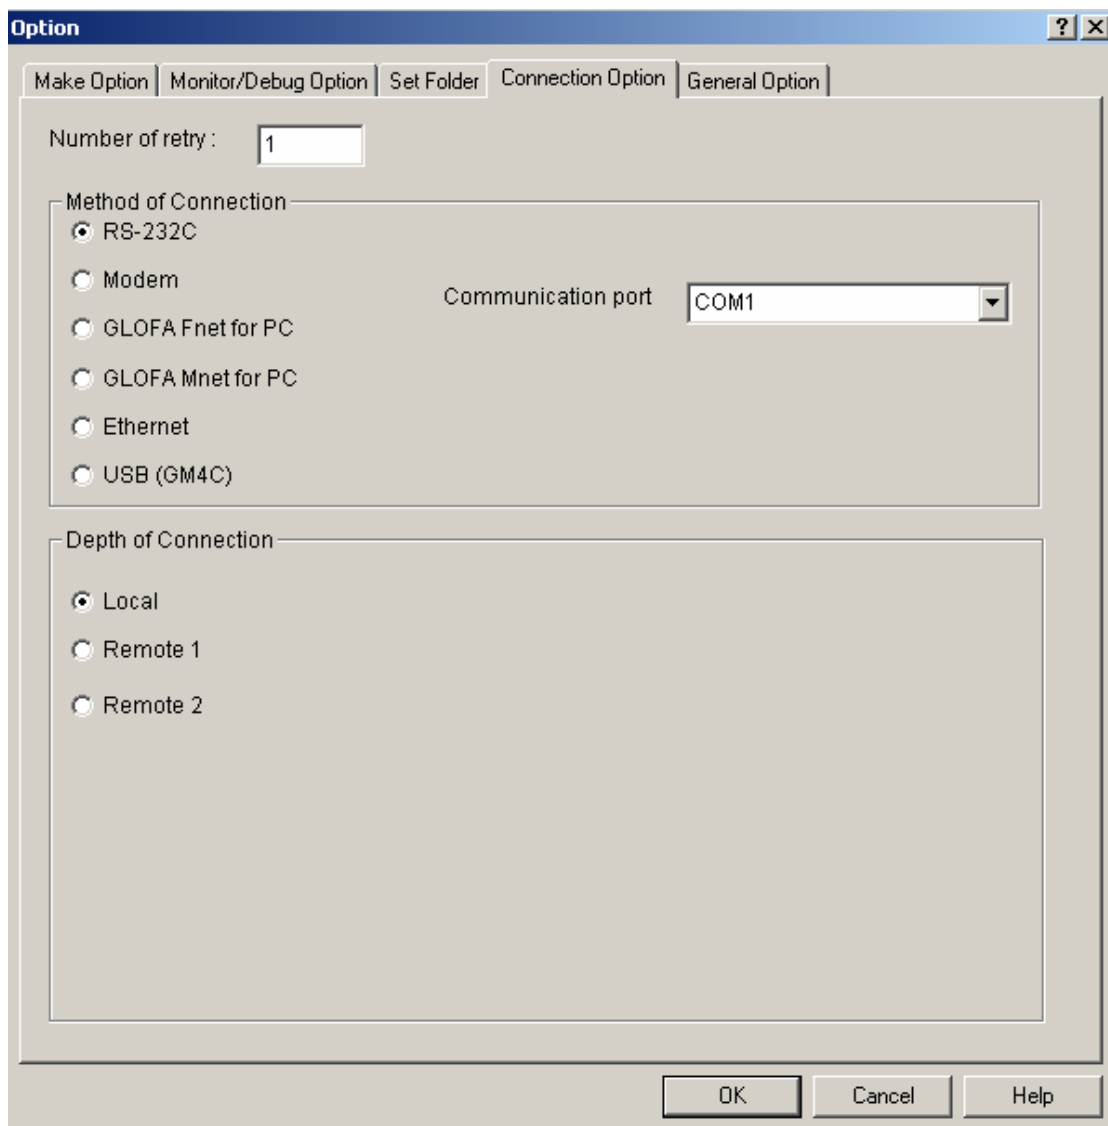 Option
Make Option Monitor/Debug Option Set Folder Connection Option General Option
Number of retry : 1
Method of Connection
RS-232C
Modem
Communication port COM1
GLOFA Fnet for PC
GLOFA Mnet for PC
Ethernet
USB (GM4C)
Depth of Connection
Local
Remote 1
Remote 2
OK Cancel Help